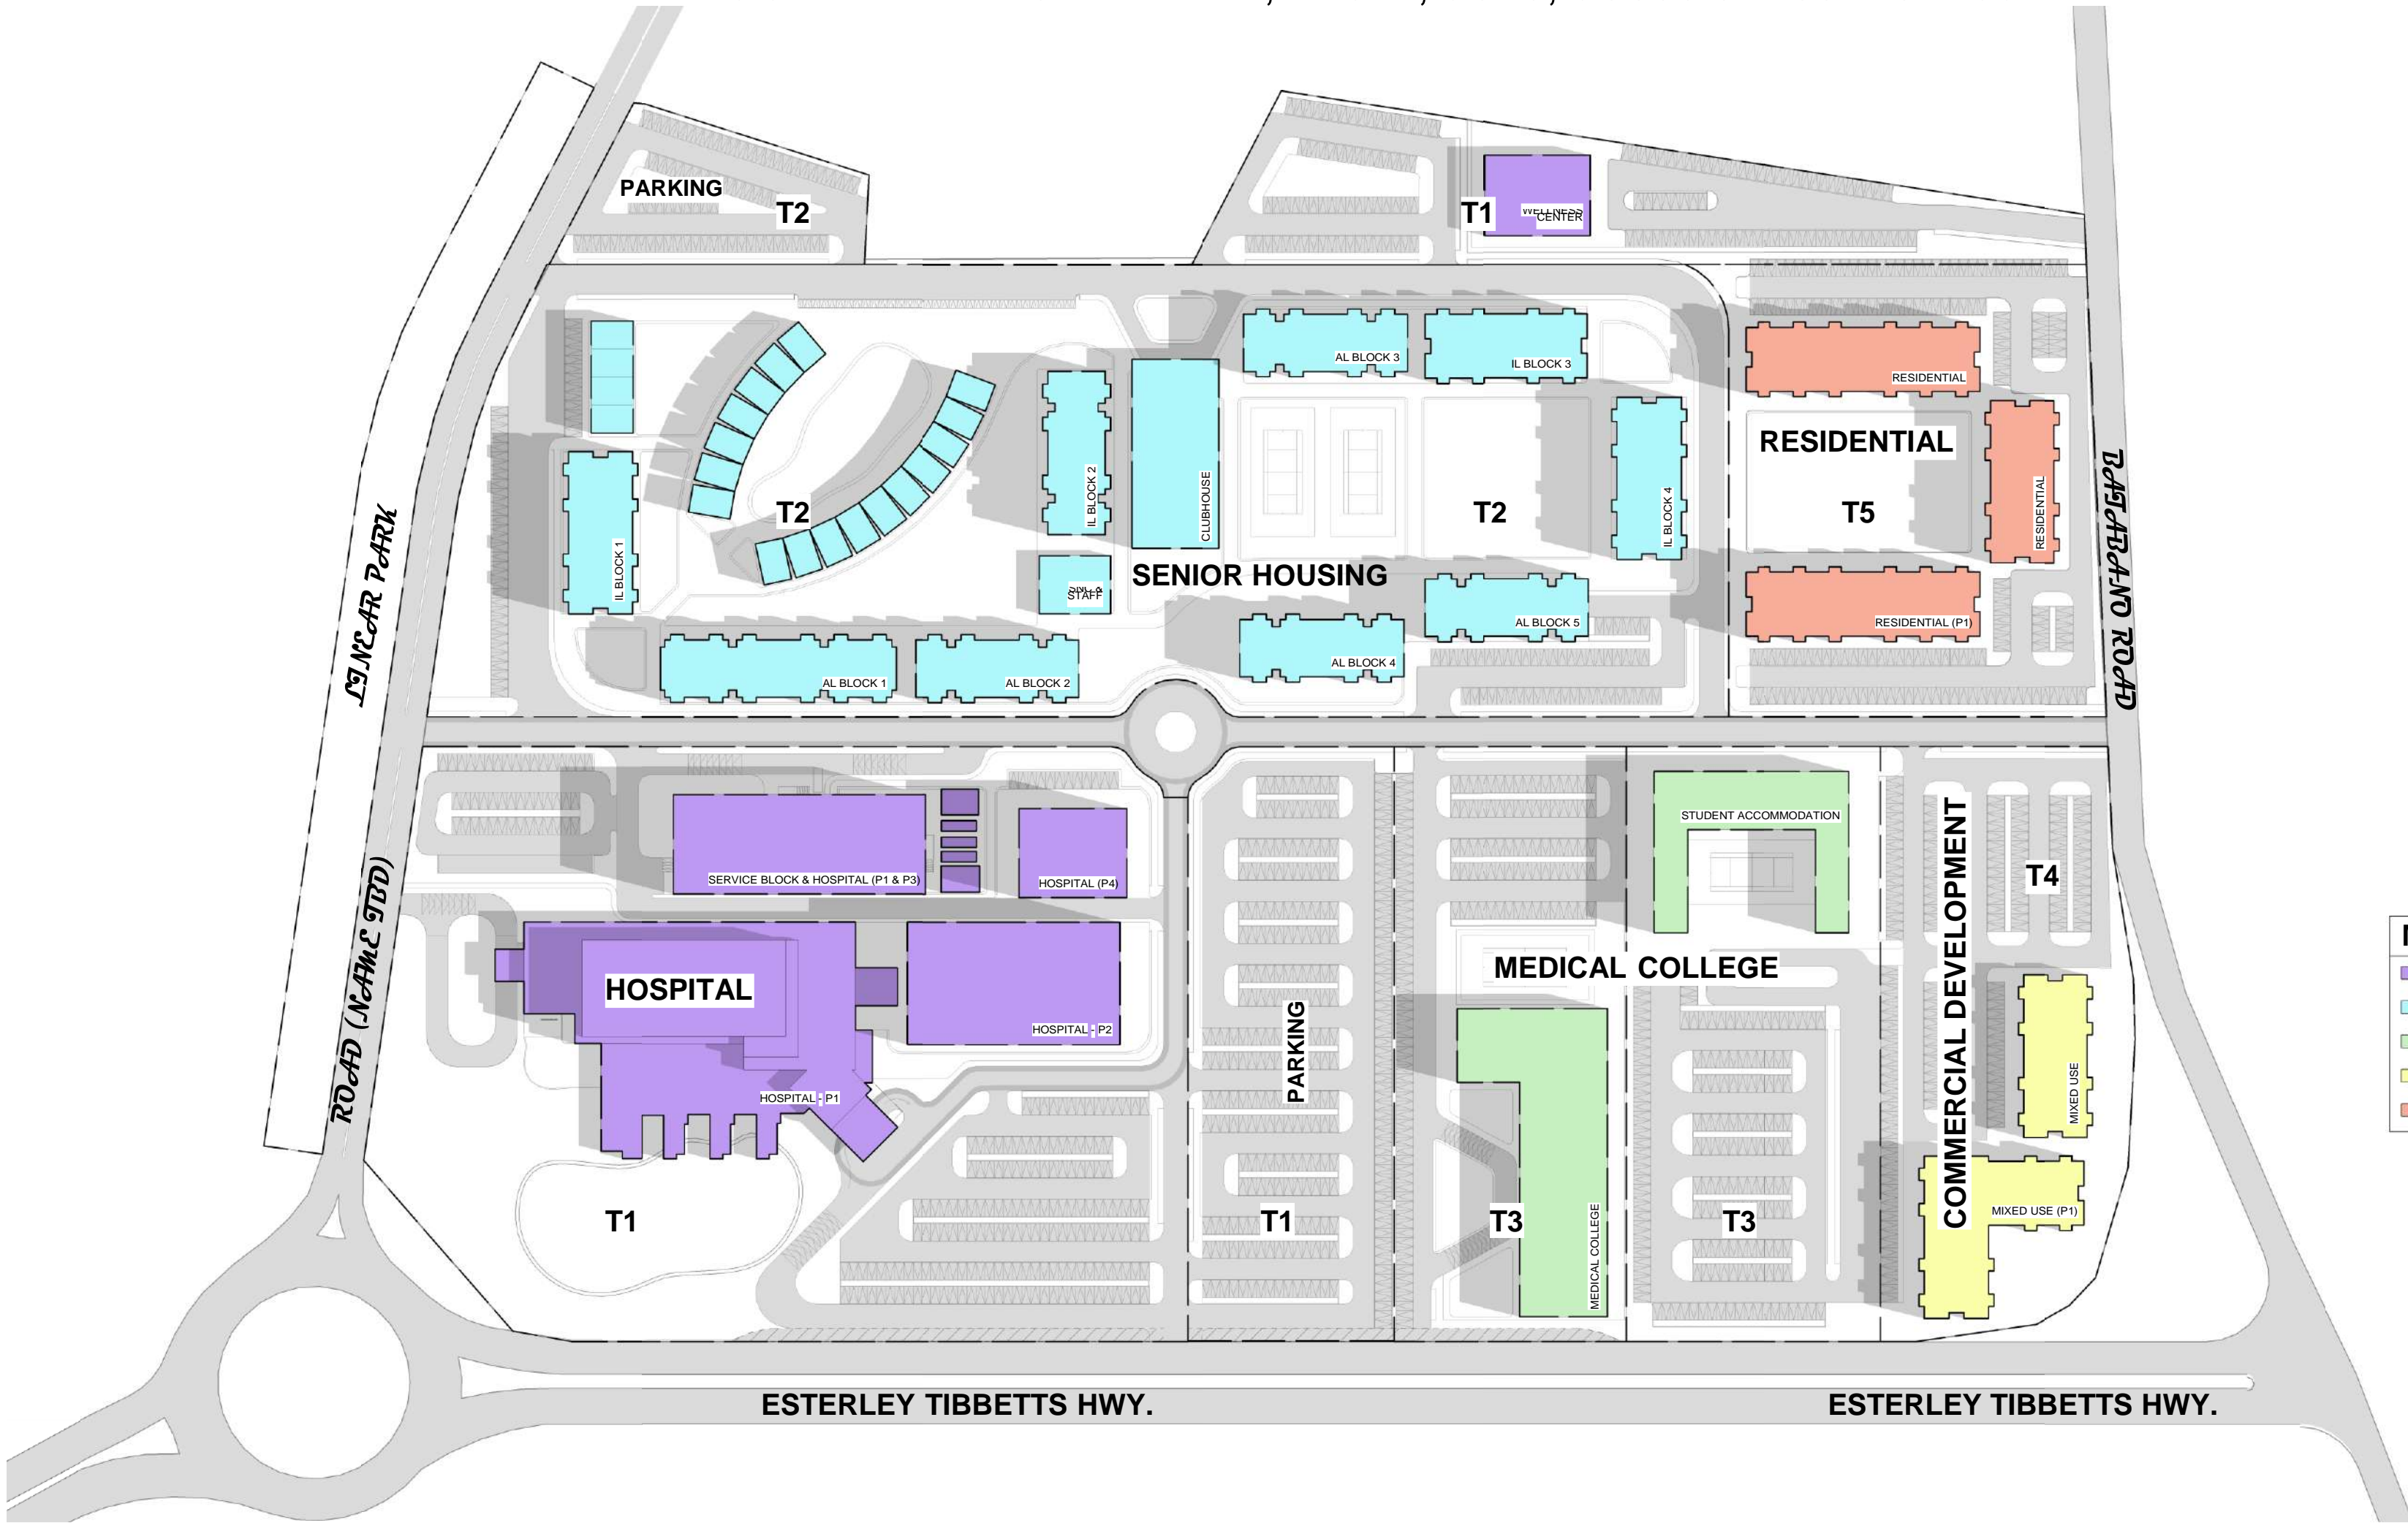 PARKING
T2
T1
CENTER
AL BLOCK 3
IL BLOCK 3
RESIDENTIAL
RESIDENTIAL
T2
IL BLOCK 2
CLUBHOUSE
T2
IL BLOCK 4
T5
RESIDENTIAL
BATABANO ROAD
LINEAR PARK
IL BLOCK 1
STAFF
SENIOR HOUSING
AL BLOCK 5
RESIDENTIAL (P1)
AL BLOCK 4
AL BLOCK 1
AL BLOCK 2
ROAD (NAME TBD)
SERVICE BLOCK & HOSPITAL (P1 & P3)
HOSPITAL (P4)
STUDENT ACCOMMODATION
T4
COMMERCIAL DEVELOPMENT
HOSPITAL
MEDICAL COLLEGE
HOSPITAL - P2
PARKING
HOSPITAL - P1
MIXED USE
T1
T1
T3
MEDICAL COLLEGE
T3
MIXED USE (P1)
ESTERLEY TIBBETTS HWY.
ESTERLEY TIBBETTS HWY.